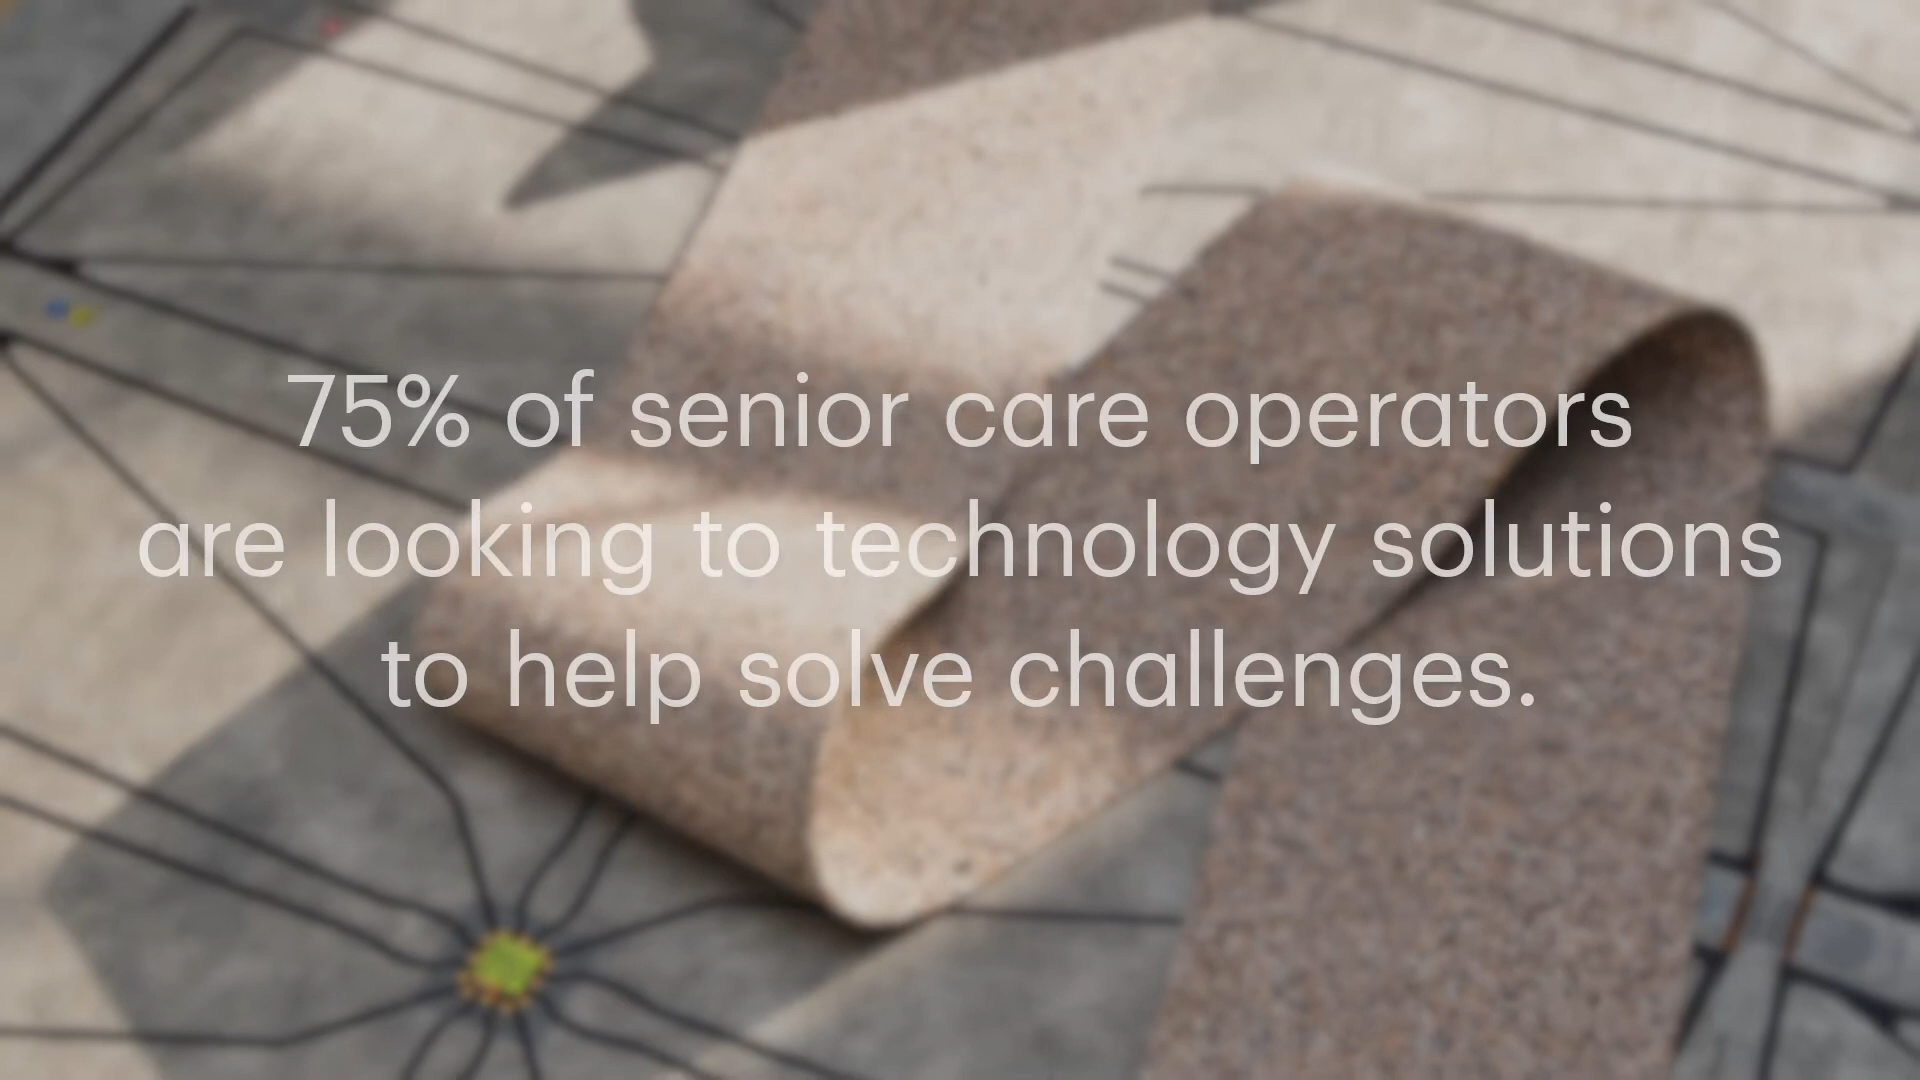 75% of senior care operators
are looking to technology solutions
to help solve challenges.